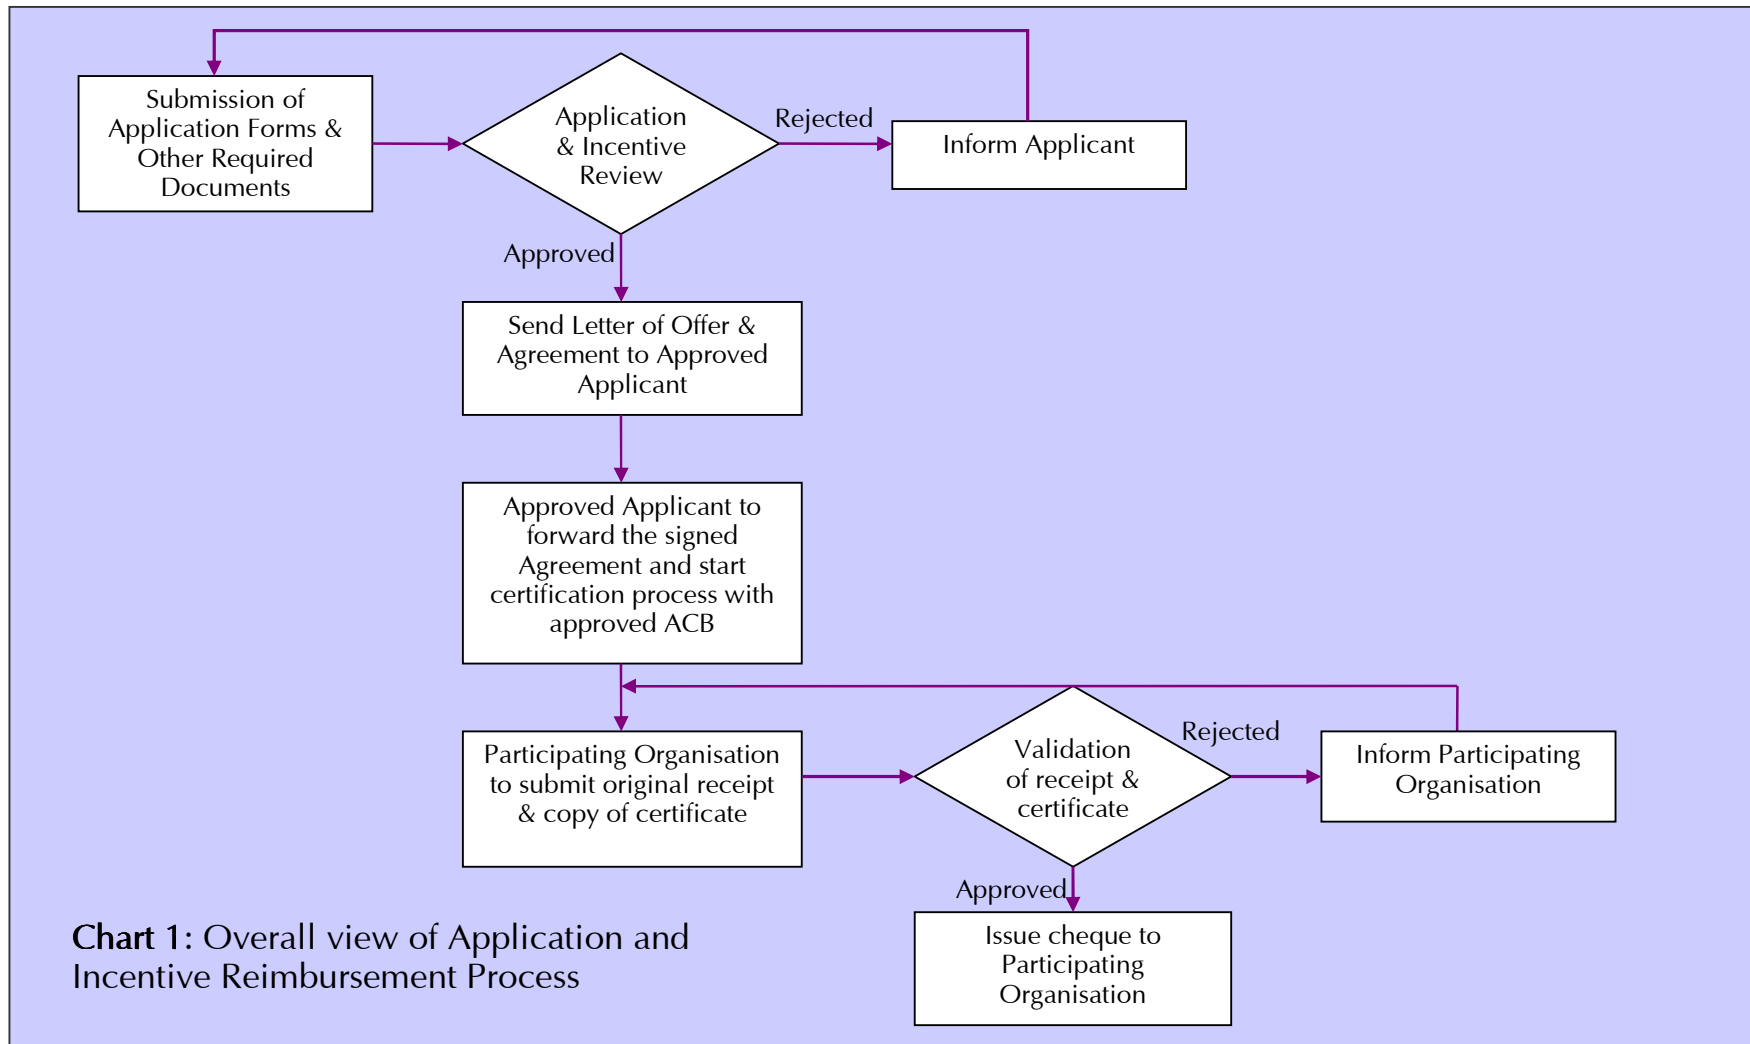 Submission of
Application Forms &
Other Required
Documents
Application
& Incentive
Review
Rejected
Inform Applicant
Approved
Send Letter of Offer &
Agreement to Approved
Applicant
Approved Applicant to
forward the signed
Agreement and start
certification process with
approved ACB
Participating Organisation
to submit original receipt
& copy of certificate
Validation
of receipt &
certificate
Rejected
Inform Participating
Organisation
Approved
Issue cheque to
Participating
Organisation
Chart 1: Overall view of Application and
Incentive Reimbursement Process